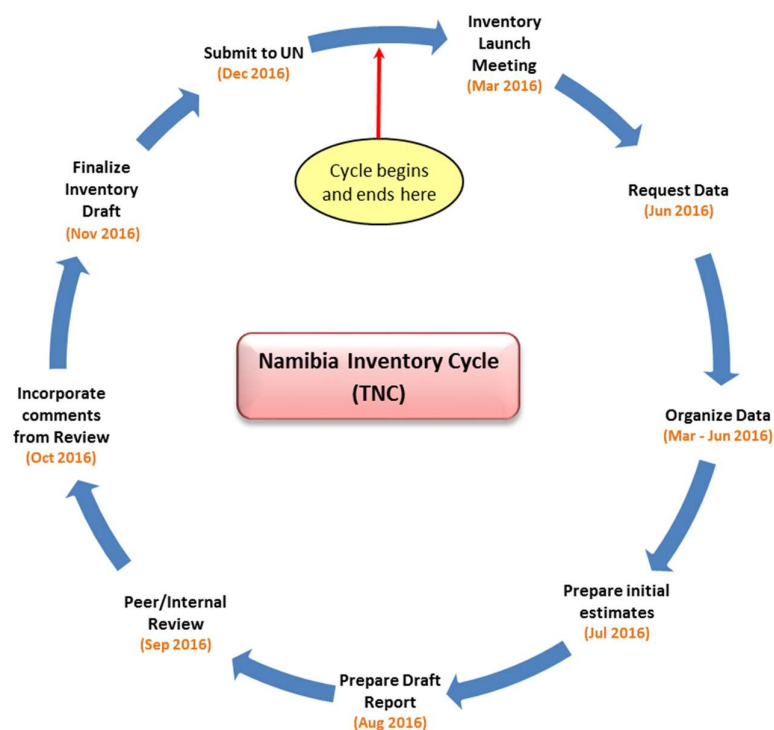 Inventory
Launch
Meeting
(Mar 2016)
Request Data
(Jun 2016)
Organize Data
(Mar - Jun 2016)
Prepare initial
estimates
(Jul 2016)
Prepare Draft
Report
(Aug 2016)
Peer/Internal
Review
(Sep 2016)
Incorporate
comments
from Review
(Oct 2016)
Finalize
Inventory
Draft
(Nov 2016)
Submit to UN
(Dec 2016)
Cycle begins
and ends here
Namibia Inventory Cycle
(TNC)